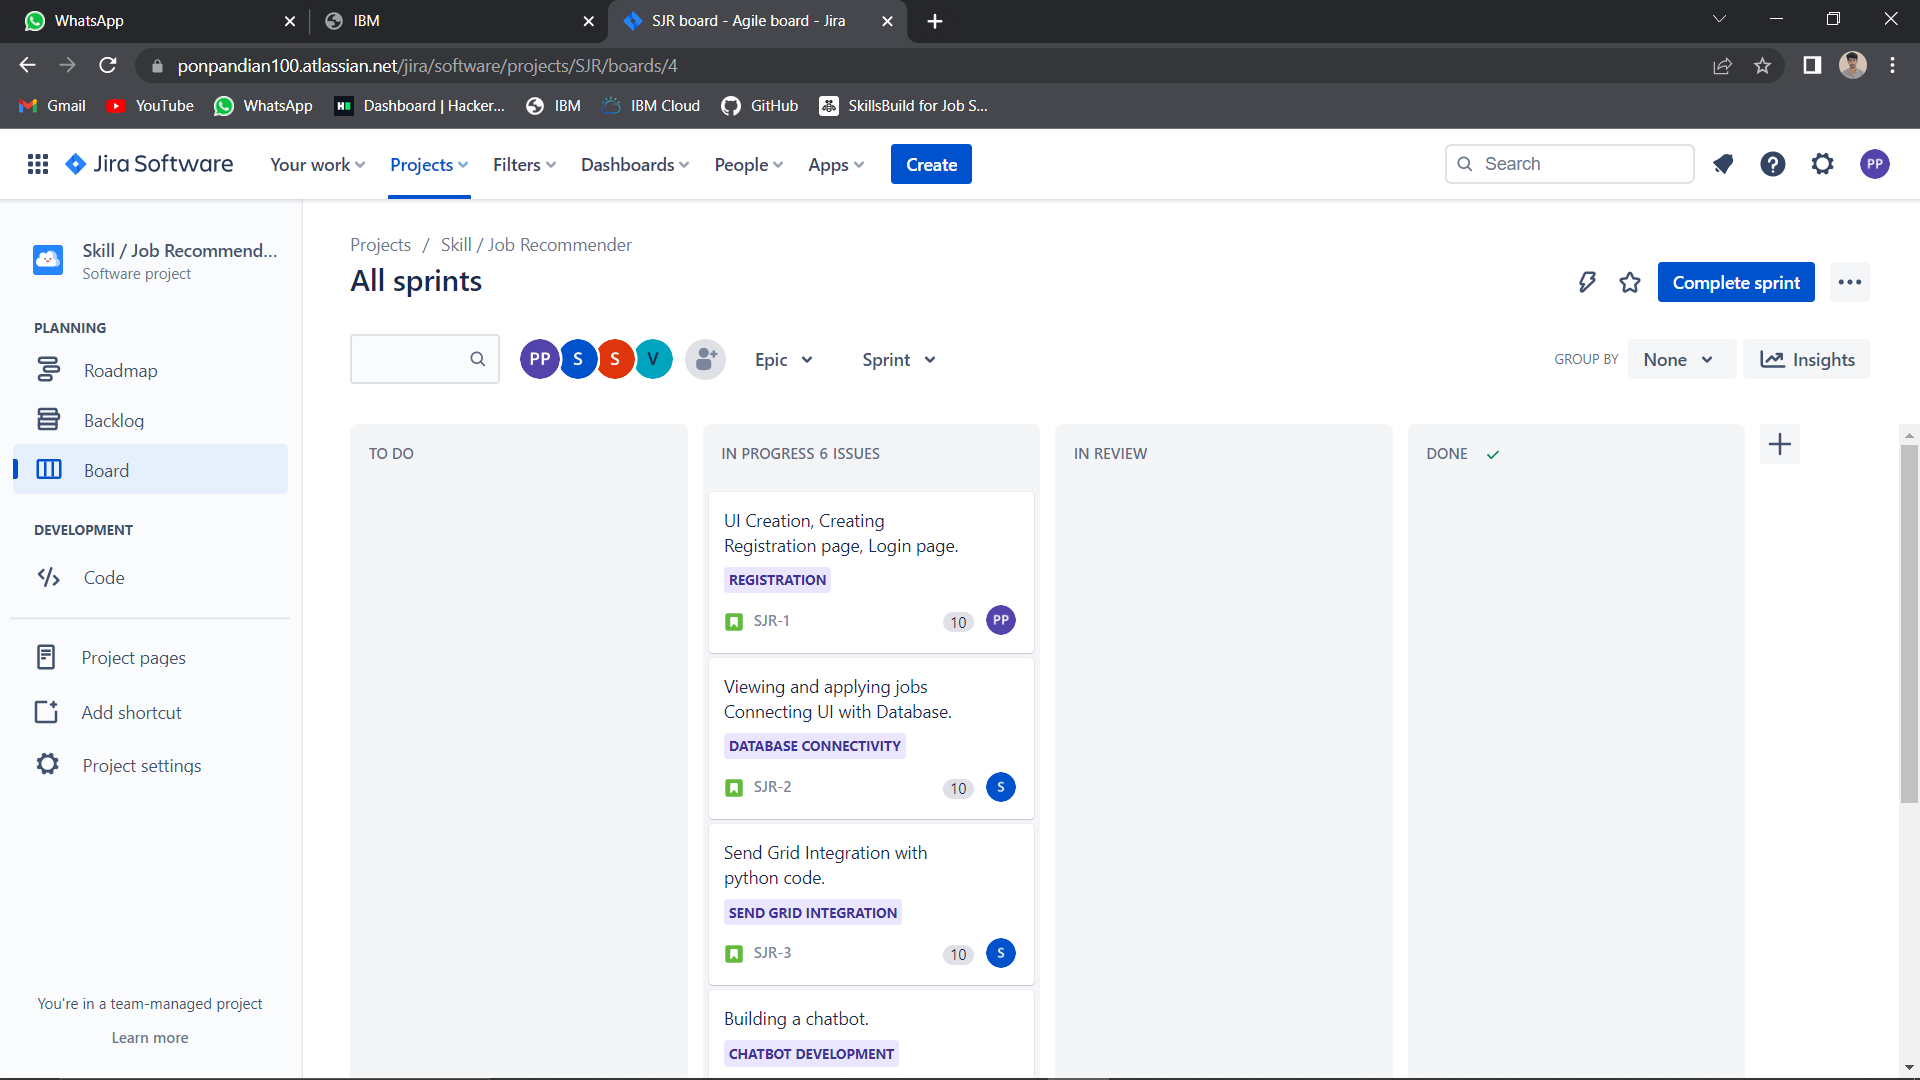 WhatsApp
IBM
SJR board - Agile board - Jira
ponpandian100.atlassian.net/jira/software/projects/SJR/boards/4
Gmail
YouTube
WhatsApp
Dashboard | Hacker...
IBM
IBM Cloud
GitHub
SkillsBuild for Job S...
Jira Software
Your work
Projects
Filters
Dashboards
People
Apps
Create
Search
PP
Skill / Job Recommend...
Software project
PLANNING
Roadmap
Backlog
Board
DEVELOPMENT
Code
Project pages
Add shortcut
Project settings
You're in a team-managed project
Learn more
Projects / Skill / Job Recommender
All sprints
Complete sprint
PP
S
S
V
Epic
Sprint
GROUP BY
None
Insights
TO DO
IN PROGRESS 6 ISSUES
IN REVIEW
DONE
UI Creation, Creating
Registration page, Login page.
REGISTRATION
SJR-1
10
PP
Viewing and applying jobs
Connecting UI with Database.
DATABASE CONNECTIVITY
SJR-2
10
S
Send Grid Integration with
python code.
SEND GRID INTEGRATION
SJR-3
10
S
Building a chatbot.
CHATBOT DEVELOPMENT